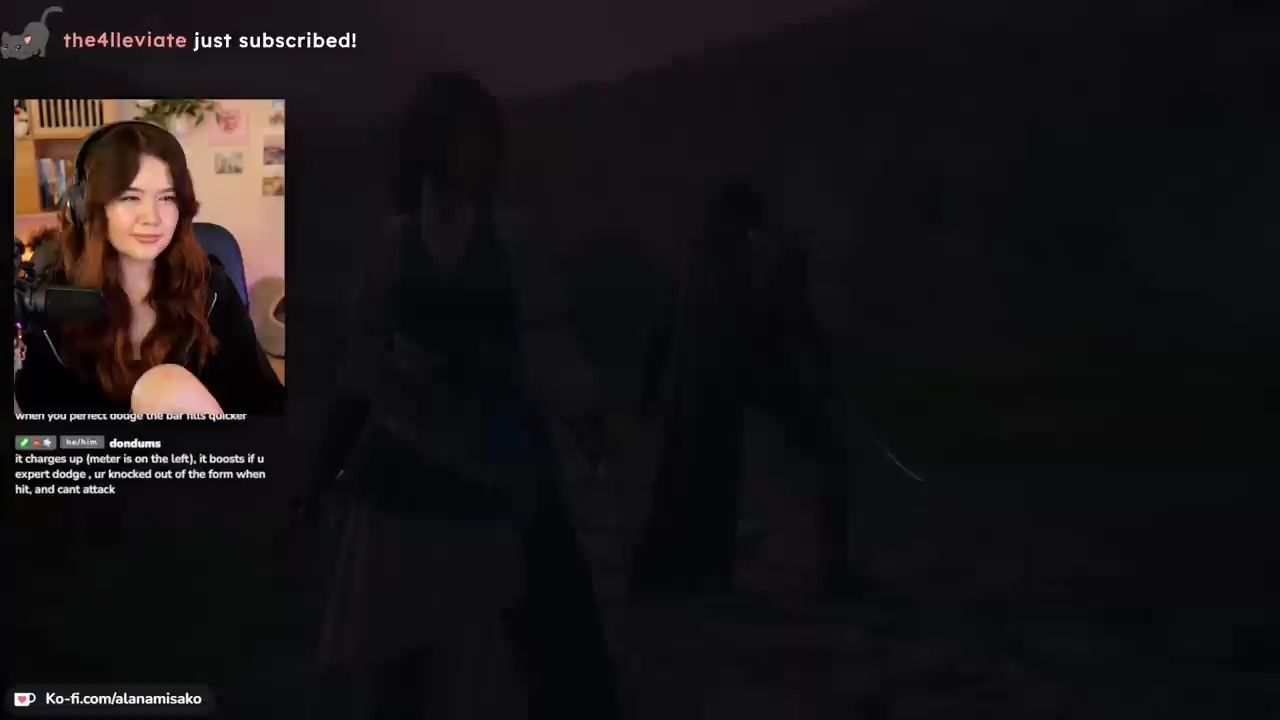 the4lleviate just subscribed!
when you perfect dodge the bar fills quicker
he/him dondums
it charges up (meter is on the left), it boosts if u
expert dodge , ur knocked out of the form when
hit, and cant attack
Ko-fi.com/alanamisako